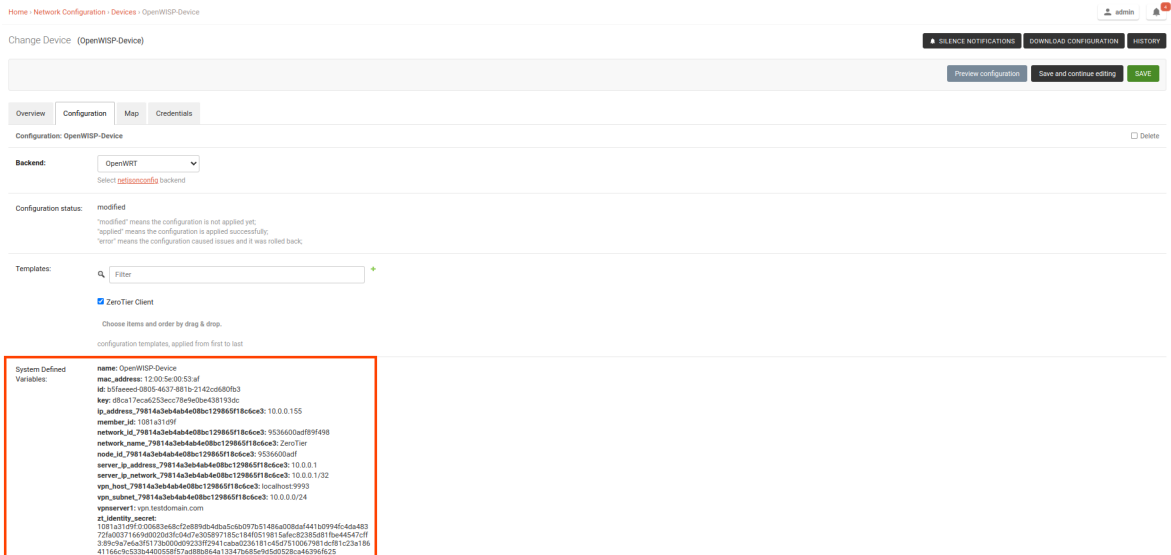 Home › Network Configuration › Devices › OpenWISP-Device
admin
Change Device (OpenWISP-Device)
SILENCE NOTIFICATIONS DOWNLOAD CONFIGURATION HISTORY
Preview configuration Save and continue editing SAVE
Overview Configuration Map Credentials
Configuration: OpenWISP-Device
Delete
Backend: OpenWRT
Select netjsonconfig backend
Configuration status: modified
"modified" means the configuration is not applied yet;
"applied" means the configuration is applied successfully;
"error" means the configuration caused issues and it was rolled back;
Templates:
Filter
ZeroTier Client
Choose items and order by drag & drop.
configuration templates, applied from first to last
System Defined Variables:
name: OpenWISP-Device
mac_address: 12:00:5e:00:53:af
id: b5faeeed-0805-4637-881b-2142cd680fb3
key: d8ca17eca6253ecc78e9e0be438193dc
ip_address_79814a3eb4ab4e08bc129865f18c6ce3: 10.0.0.155
member_id: 1081a31d9f
network_id_79814a3eb4ab4e08bc129865f18c6ce3: 9536600adf89f498
network_name_79814a3eb4ab4e08bc129865f18c6ce3: ZeroTier
node_id_79814a3eb4ab4e08bc129865f18c6ce3: 9536600adf
server_ip_address_79814a3eb4ab4e08bc129865f18c6ce3: 10.0.0.1
server_ip_network_79814a3eb4ab4e08bc129865f18c6ce3: 10.0.0.1/32
vpn_host_79814a3eb4ab4e08bc129865f18c6ce3: localhost:9993
vpn_subnet_79814a3eb4ab4e08bc129865f18c6ce3: 10.0.0.0/24
vpnserver1: vpn.testdomain.com
zt_identity_secret:
1081a31d9f:0:00683e68cf2e889db4dba5c6b097b51486a008daf441b0994fc4da483
72fa00371669d0020d3fc04d7e305897185c184f0519815afec82385d81fbe44547cff
3:89c9a7e6a3f5173b000d09233ff2941caba0236181c45d7510067981dcf81c23a186
41166c9c533b4400558f57ad88b864a13347b685e9d5d0528ca46396f625